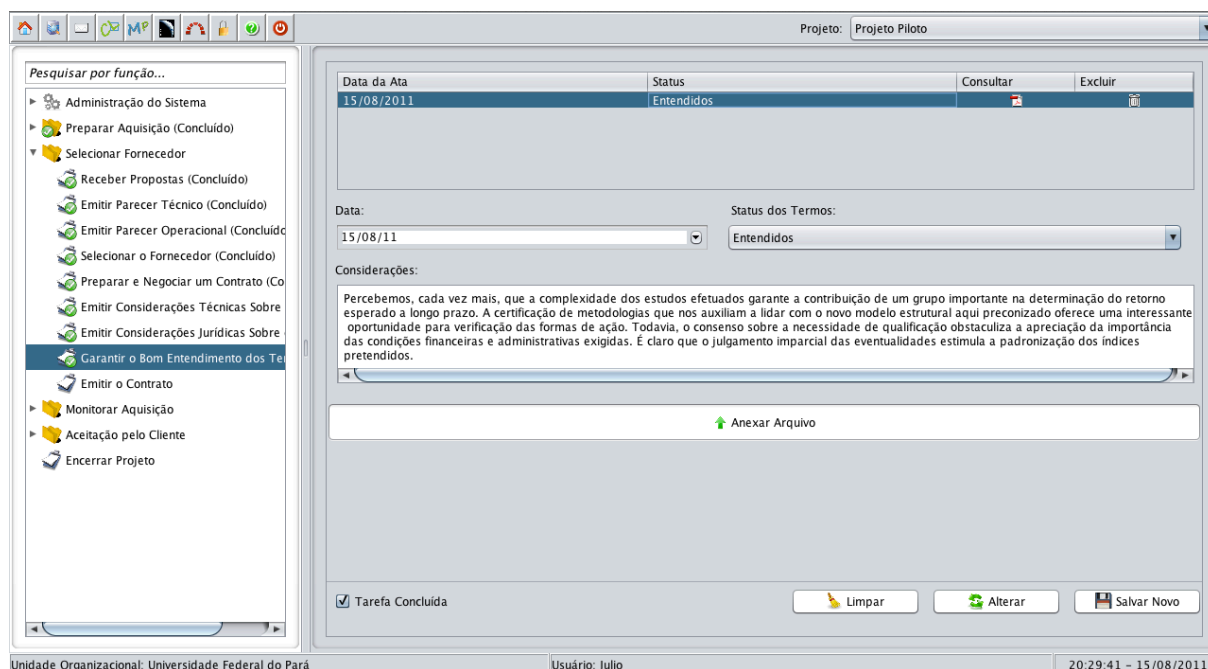 Projeto: Projeto Piloto
Pesquisar por função...
Administração do Sistema
Preparar Aquisição (Concluído)
Selecionar Fornecedor
Receber Propostas (Concluído)
Emitir Parecer Técnico (Concluído)
Emitir Parecer Operacional (Concluído
Selecionar o Fornecedor (Concluído)
Preparar e Negociar um Contrato (Co
Emitir Considerações Técnicas Sobre
Emitir Considerações Jurídicas Sobre
Garantir o Bom Entendimento dos Te
Emitir o Contrato
Monitorar Aquisição
Aceitação pelo Cliente
Encerrar Projeto
Data da Ata Status Consultar Excluir
15/08/2011 Entendidos
Data: Status dos Termos:
15/08/11 Entendidos
Considerações:
Percebemos, cada vez mais, que a complexidade dos estudos efetuados garante a contribuição de um grupo importante na determinação do retorno
esperado a longo prazo. A certificação de metodologias que nos auxiliam a lidar com o novo modelo estrutural aqui preconizado oferece uma interessante
oportunidade para verificação das formas de ação. Todavia, o consenso sobre a necessidade de qualificação obstaculiza a apreciação da importância
das condições financeiras e administrativas exigidas. É claro que o julgamento imparcial das eventualidades estimula a padronização dos índices
pretendidos.
Anexar Arquivo
Tarefa Concluída Limpar Alterar Salvar Novo
Unidade Organizacional: Universidade Federal do Pará Usuário: Julio 20:29:41 - 15/08/2011